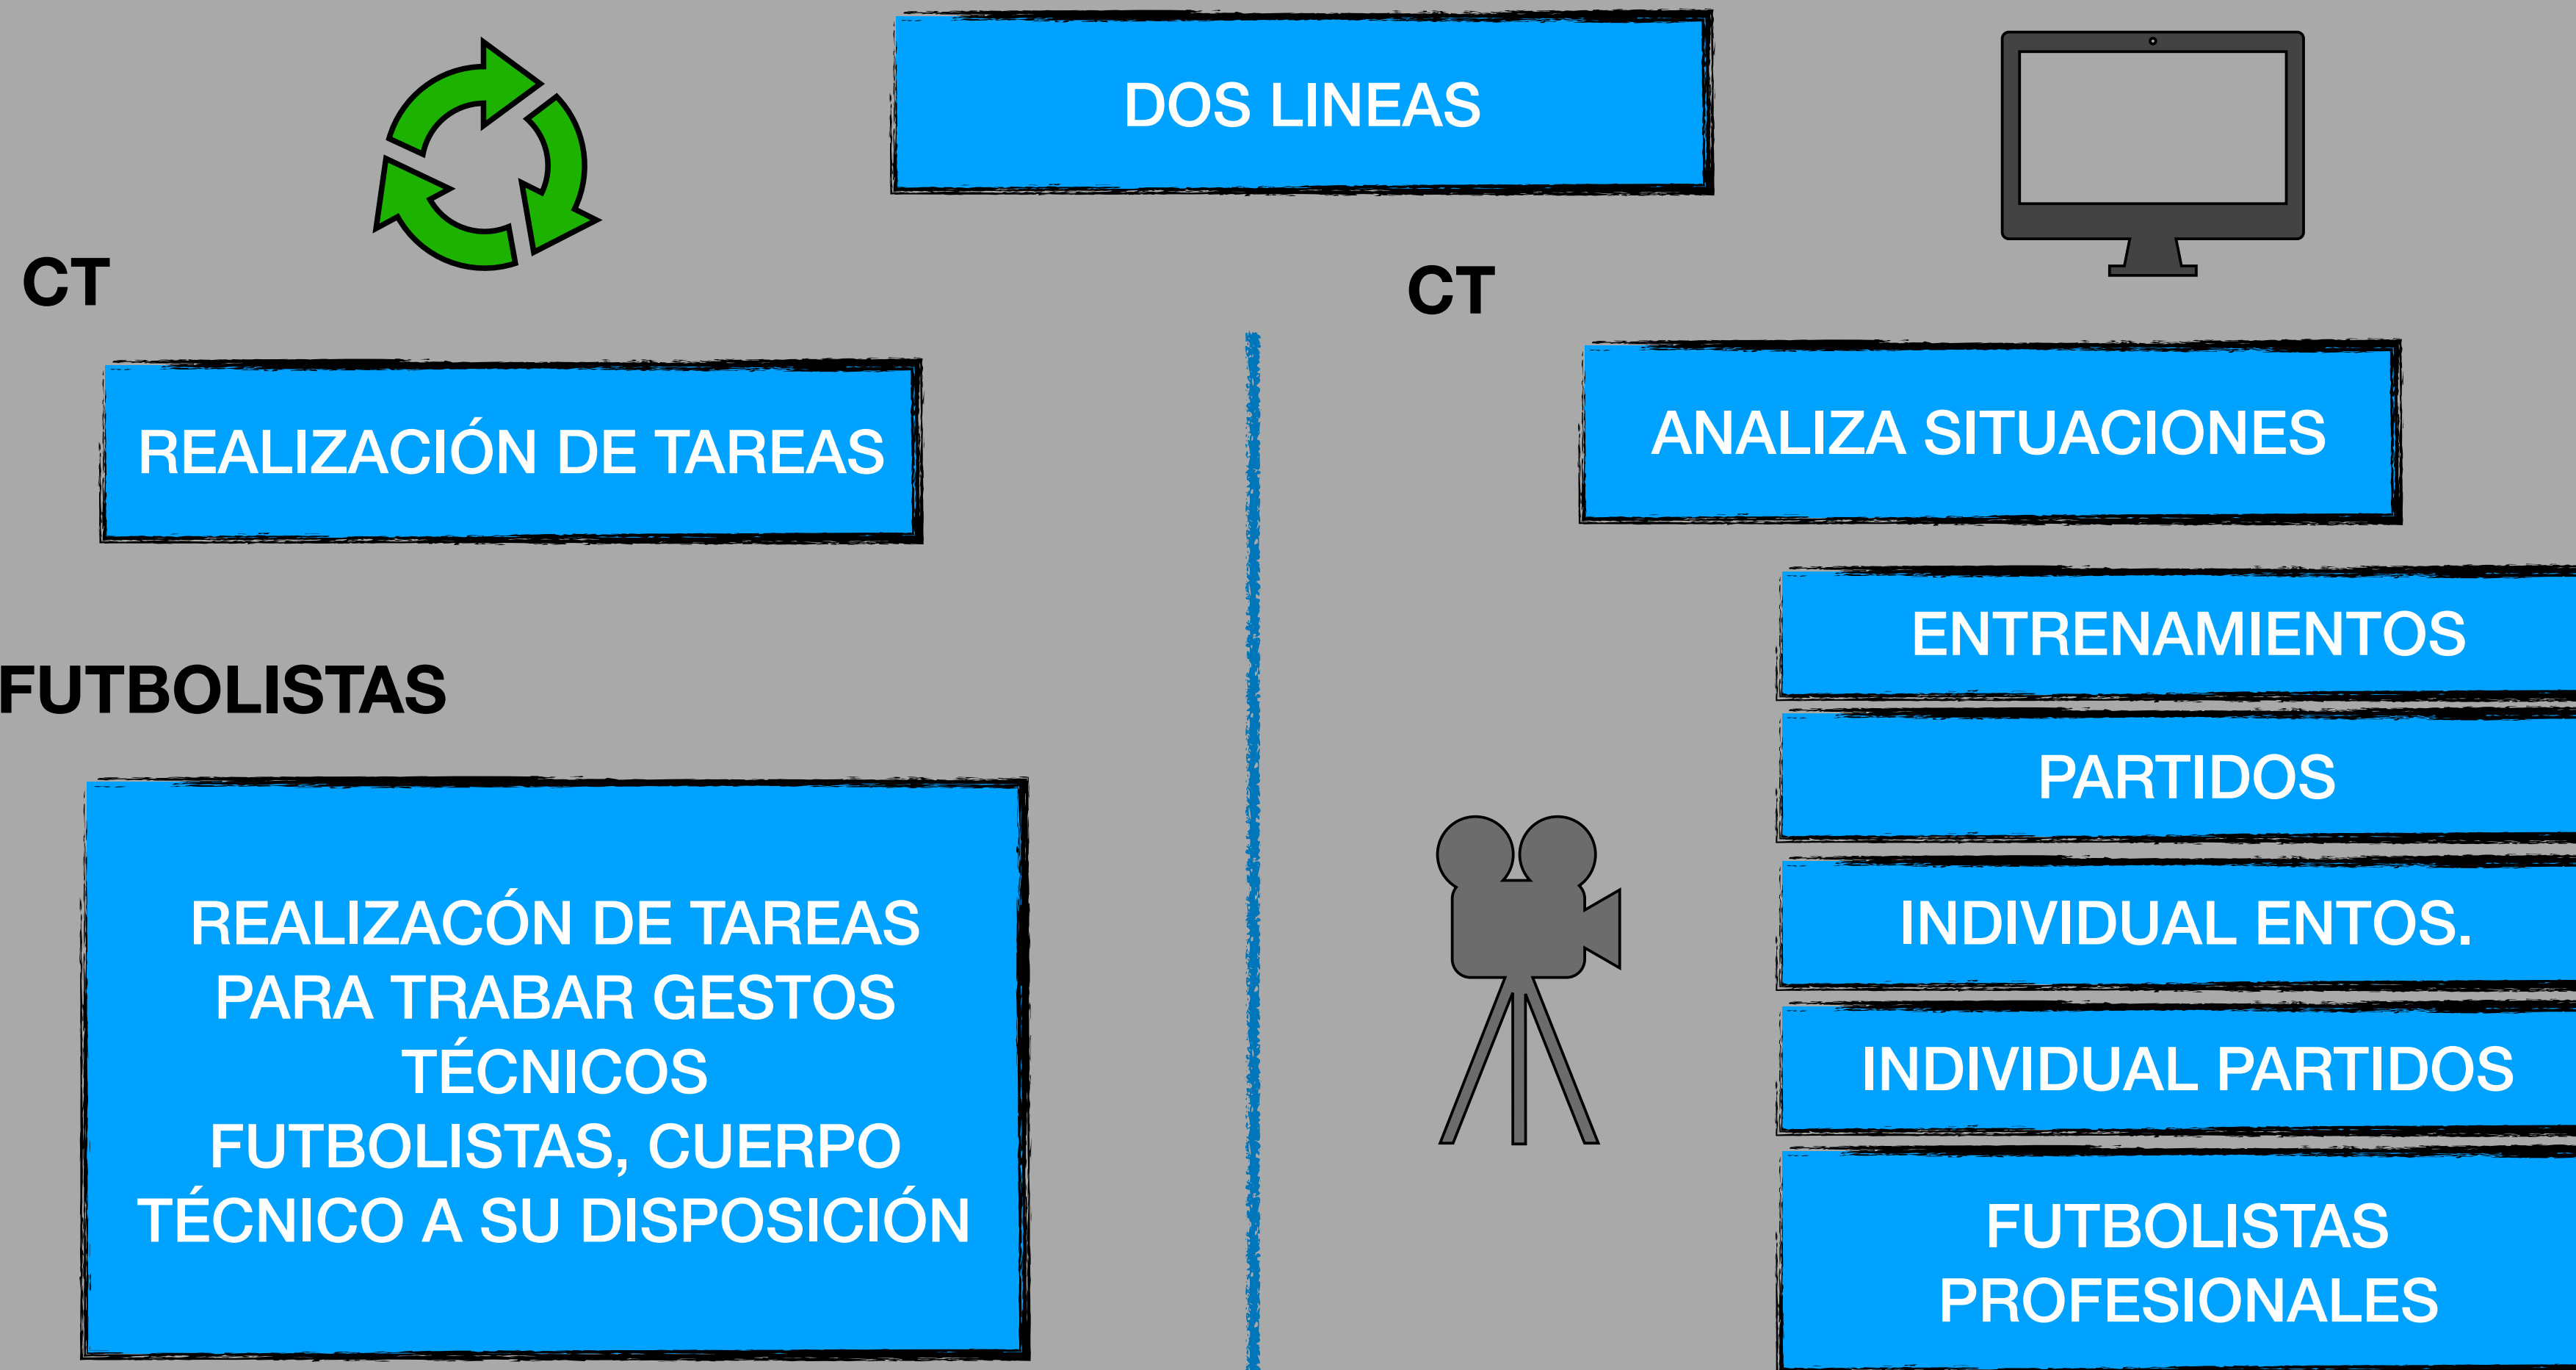 DOS LINEAS
CT
REALIZACIÓN DE TAREAS
FUTBOLISTAS
REALIZACÓN DE TAREAS
PARA TRABAR GESTOS
TÉCNICOS
FUTBOLISTAS, CUERPO
TÉCNICO A SU DISPOSICIÓN
CT
ANALIZA SITUACIONES
ENTRENAMIENTOS
PARTIDOS
INDIVIDUAL ENTOS.
INDIVIDUAL PARTIDOS
FUTBOLISTAS
PROFESIONALES